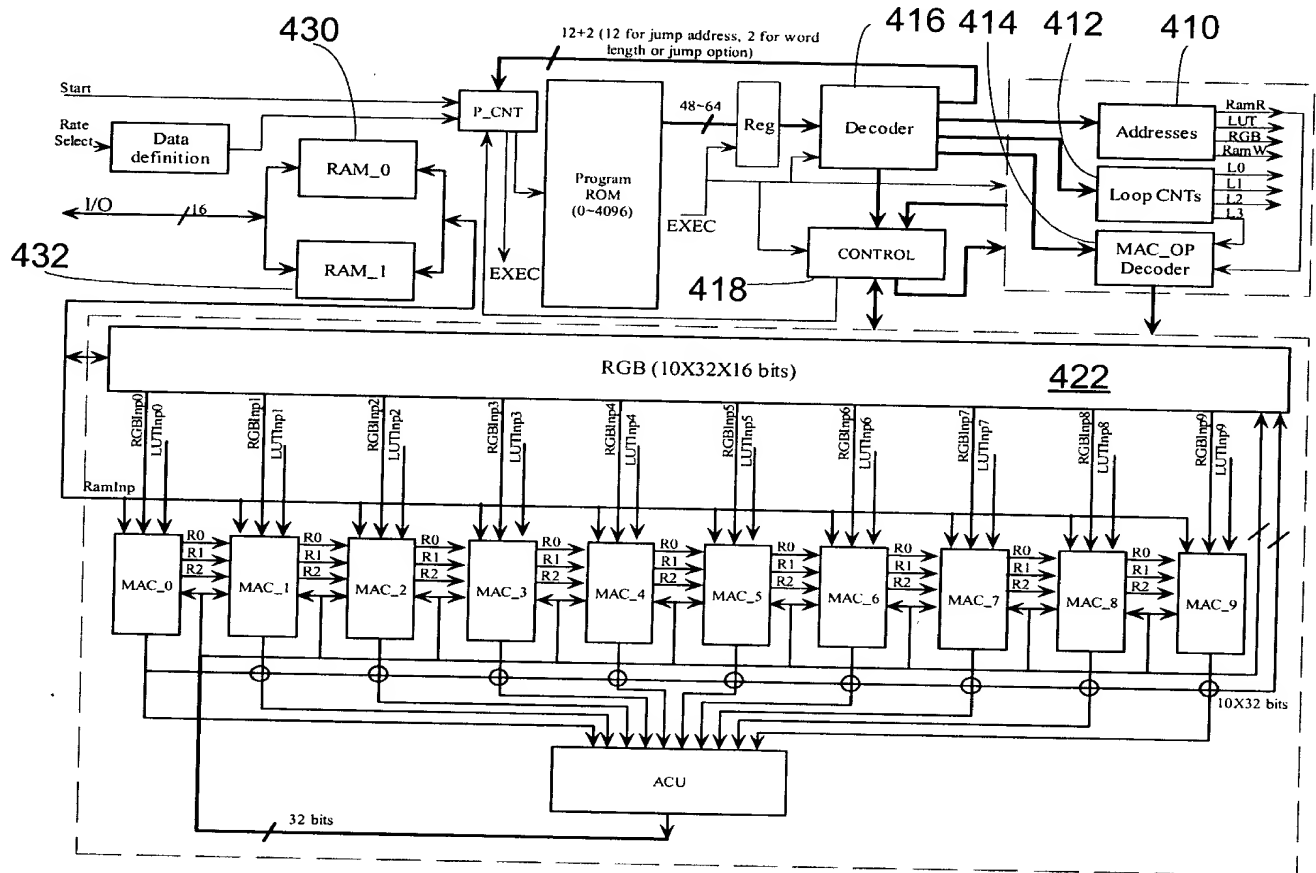 430
416
414
412
410
12+2 (12 for jump address, 2 for word
length or jump option)
Start
Rate
Select
Data
definition
P_CNT
48~64
Reg
Decoder
Addresses
RamR
LUT
RGB
RamW
RAM_0
Program
ROM
(0~4096)
Loop CNTs
L0
L1
L2
L3
I/O
16
EXEC
RAM_1
EXEC
CONTROL
MAC_OP
Decoder
432
418
RGB (10X32X16 bits)
422
RGBInp0
LUTInp0
RGBInp1
LUTInp1
RGBInp2
LUTInp2
RGBInp3
LUTInp3
RGBInp4
LUTInp4
RGBInp5
LUTInp5
RGBInp6
LUTInp6
RGBInp7
LUTInp7
RGBInp8
LUTInp8
RGBInp9
LUTInp9
RamInp
R0
R0
R0
R0
R0
R0
R0
R0
R0
R1
R1
R1
R1
R1
R1
R1
R1
R1
R2
R2
R2
R2
R2
R2
R2
R2
R2
MAC_0
MAC_1
MAC_2
MAC_3
MAC_4
MAC_5
MAC_6
MAC_7
MAC_8
MAC_9
10X32 bits
ACU
32 bits